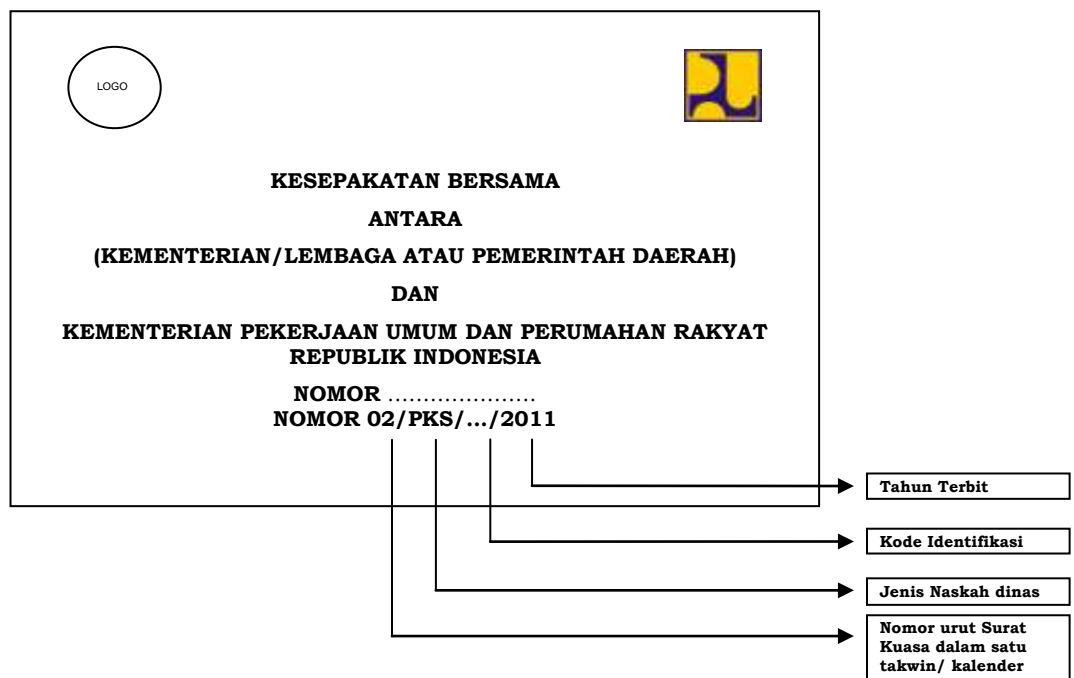 LOGO
KESEPAKATAN BERSAMA
ANTARA
(KEMENTERIAN/LEMBAGA ATAU PEMERINTAH DAERAH)
DAN
KEMENTERIAN PEKERJAAN UMUM DAN PERUMAHAN RAKYAT
REPUBLIK INDONESIA
NOMOR .....................
NOMOR 02/PKS/.../2011
Tahun Terbit
Kode Identifikasi
Jenis Naskah dinas
Nomor urut Surat
Kuasa dalam satu
takwin/ kalender